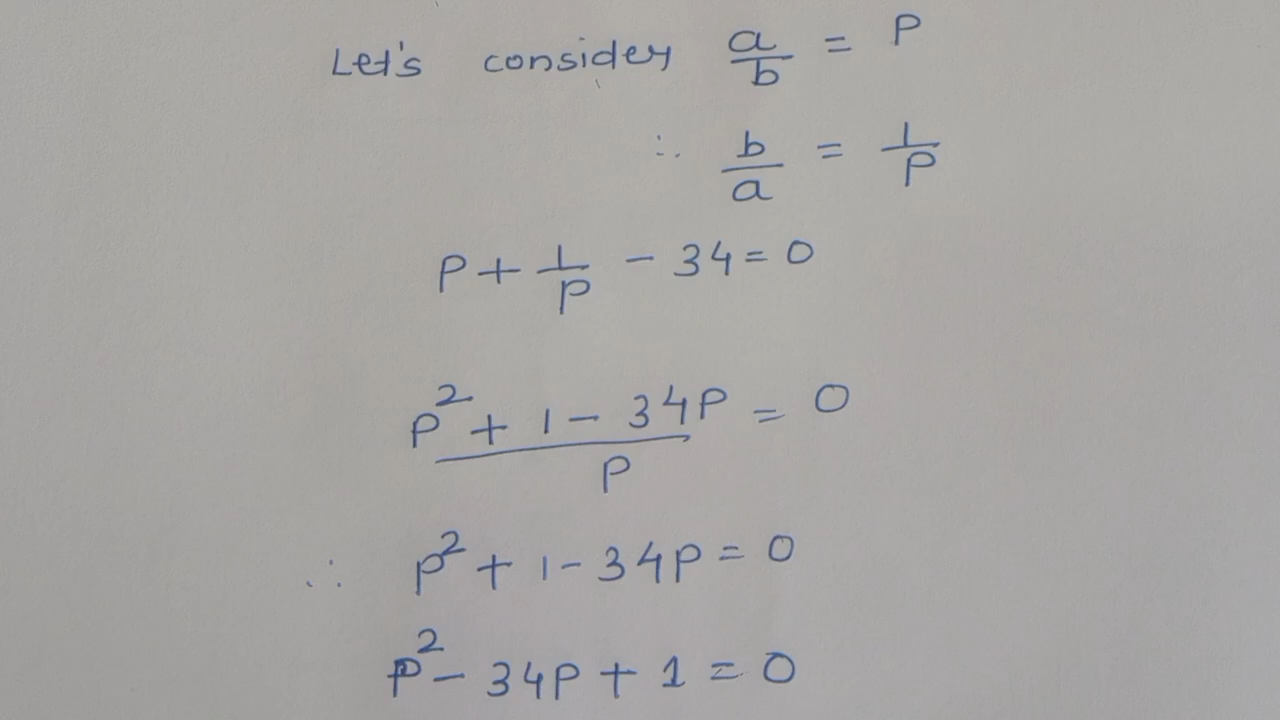 Let's consider a/b = P
∴ b/a = 1/P
P + 1/P - 34 = 0
P² + 1 - 34P / P = 0
∴ P² + 1 - 34P = 0
P² - 34P + 1 = 0